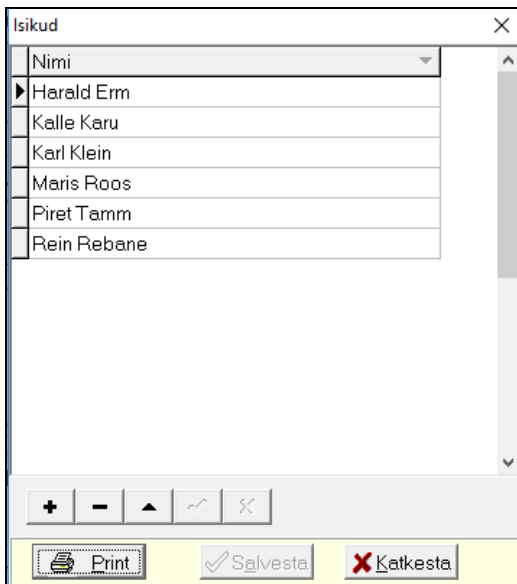 Isikud
Nimi
Harald Erm
Kalle Karu
Karl Klein
Maris Roos
Piret Tamm
Rein Rebane
Print Salvesta Katkesta